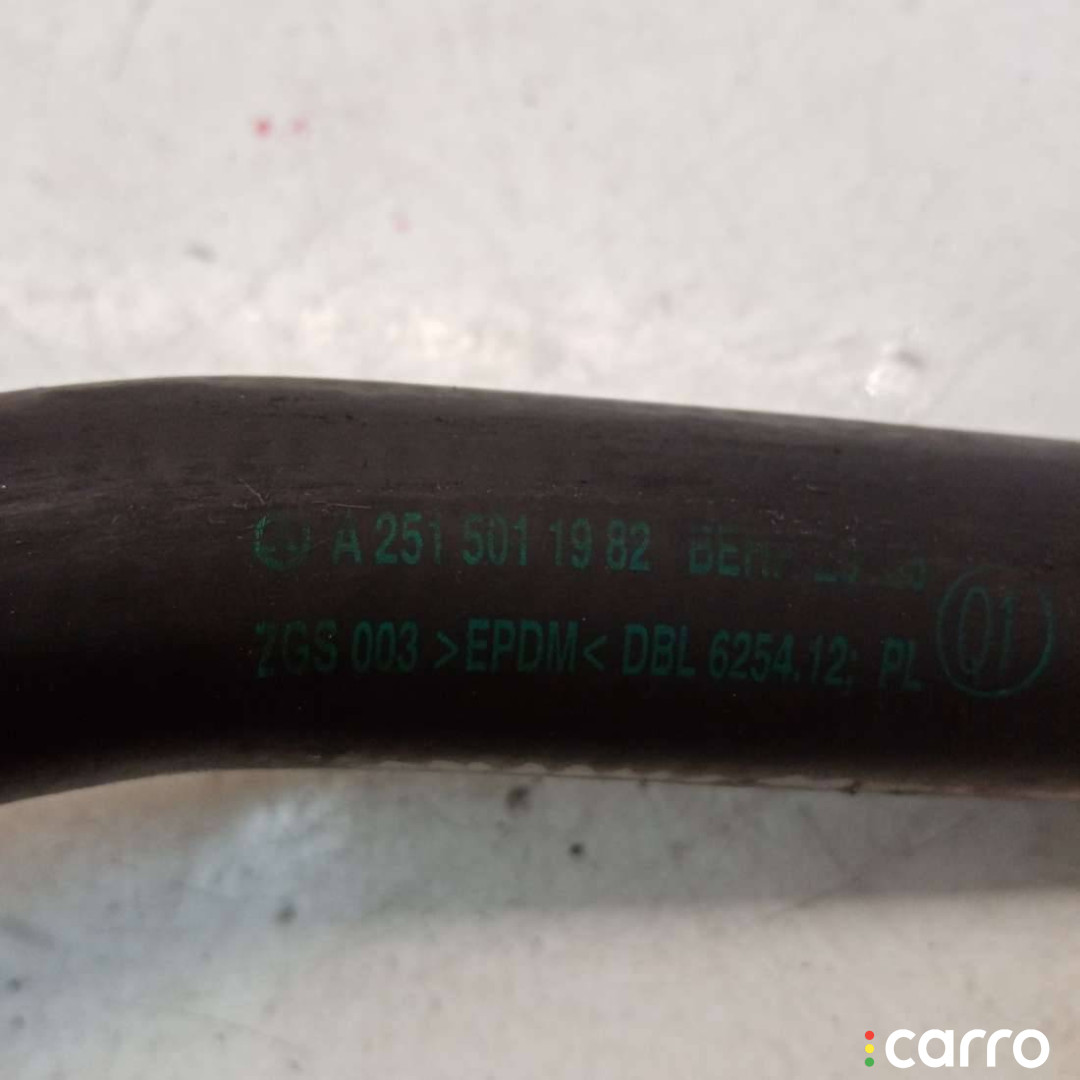 A 251 501 19 82
ZGS 003 >EPDM< DBL 6254.12; PL
Q1
carro